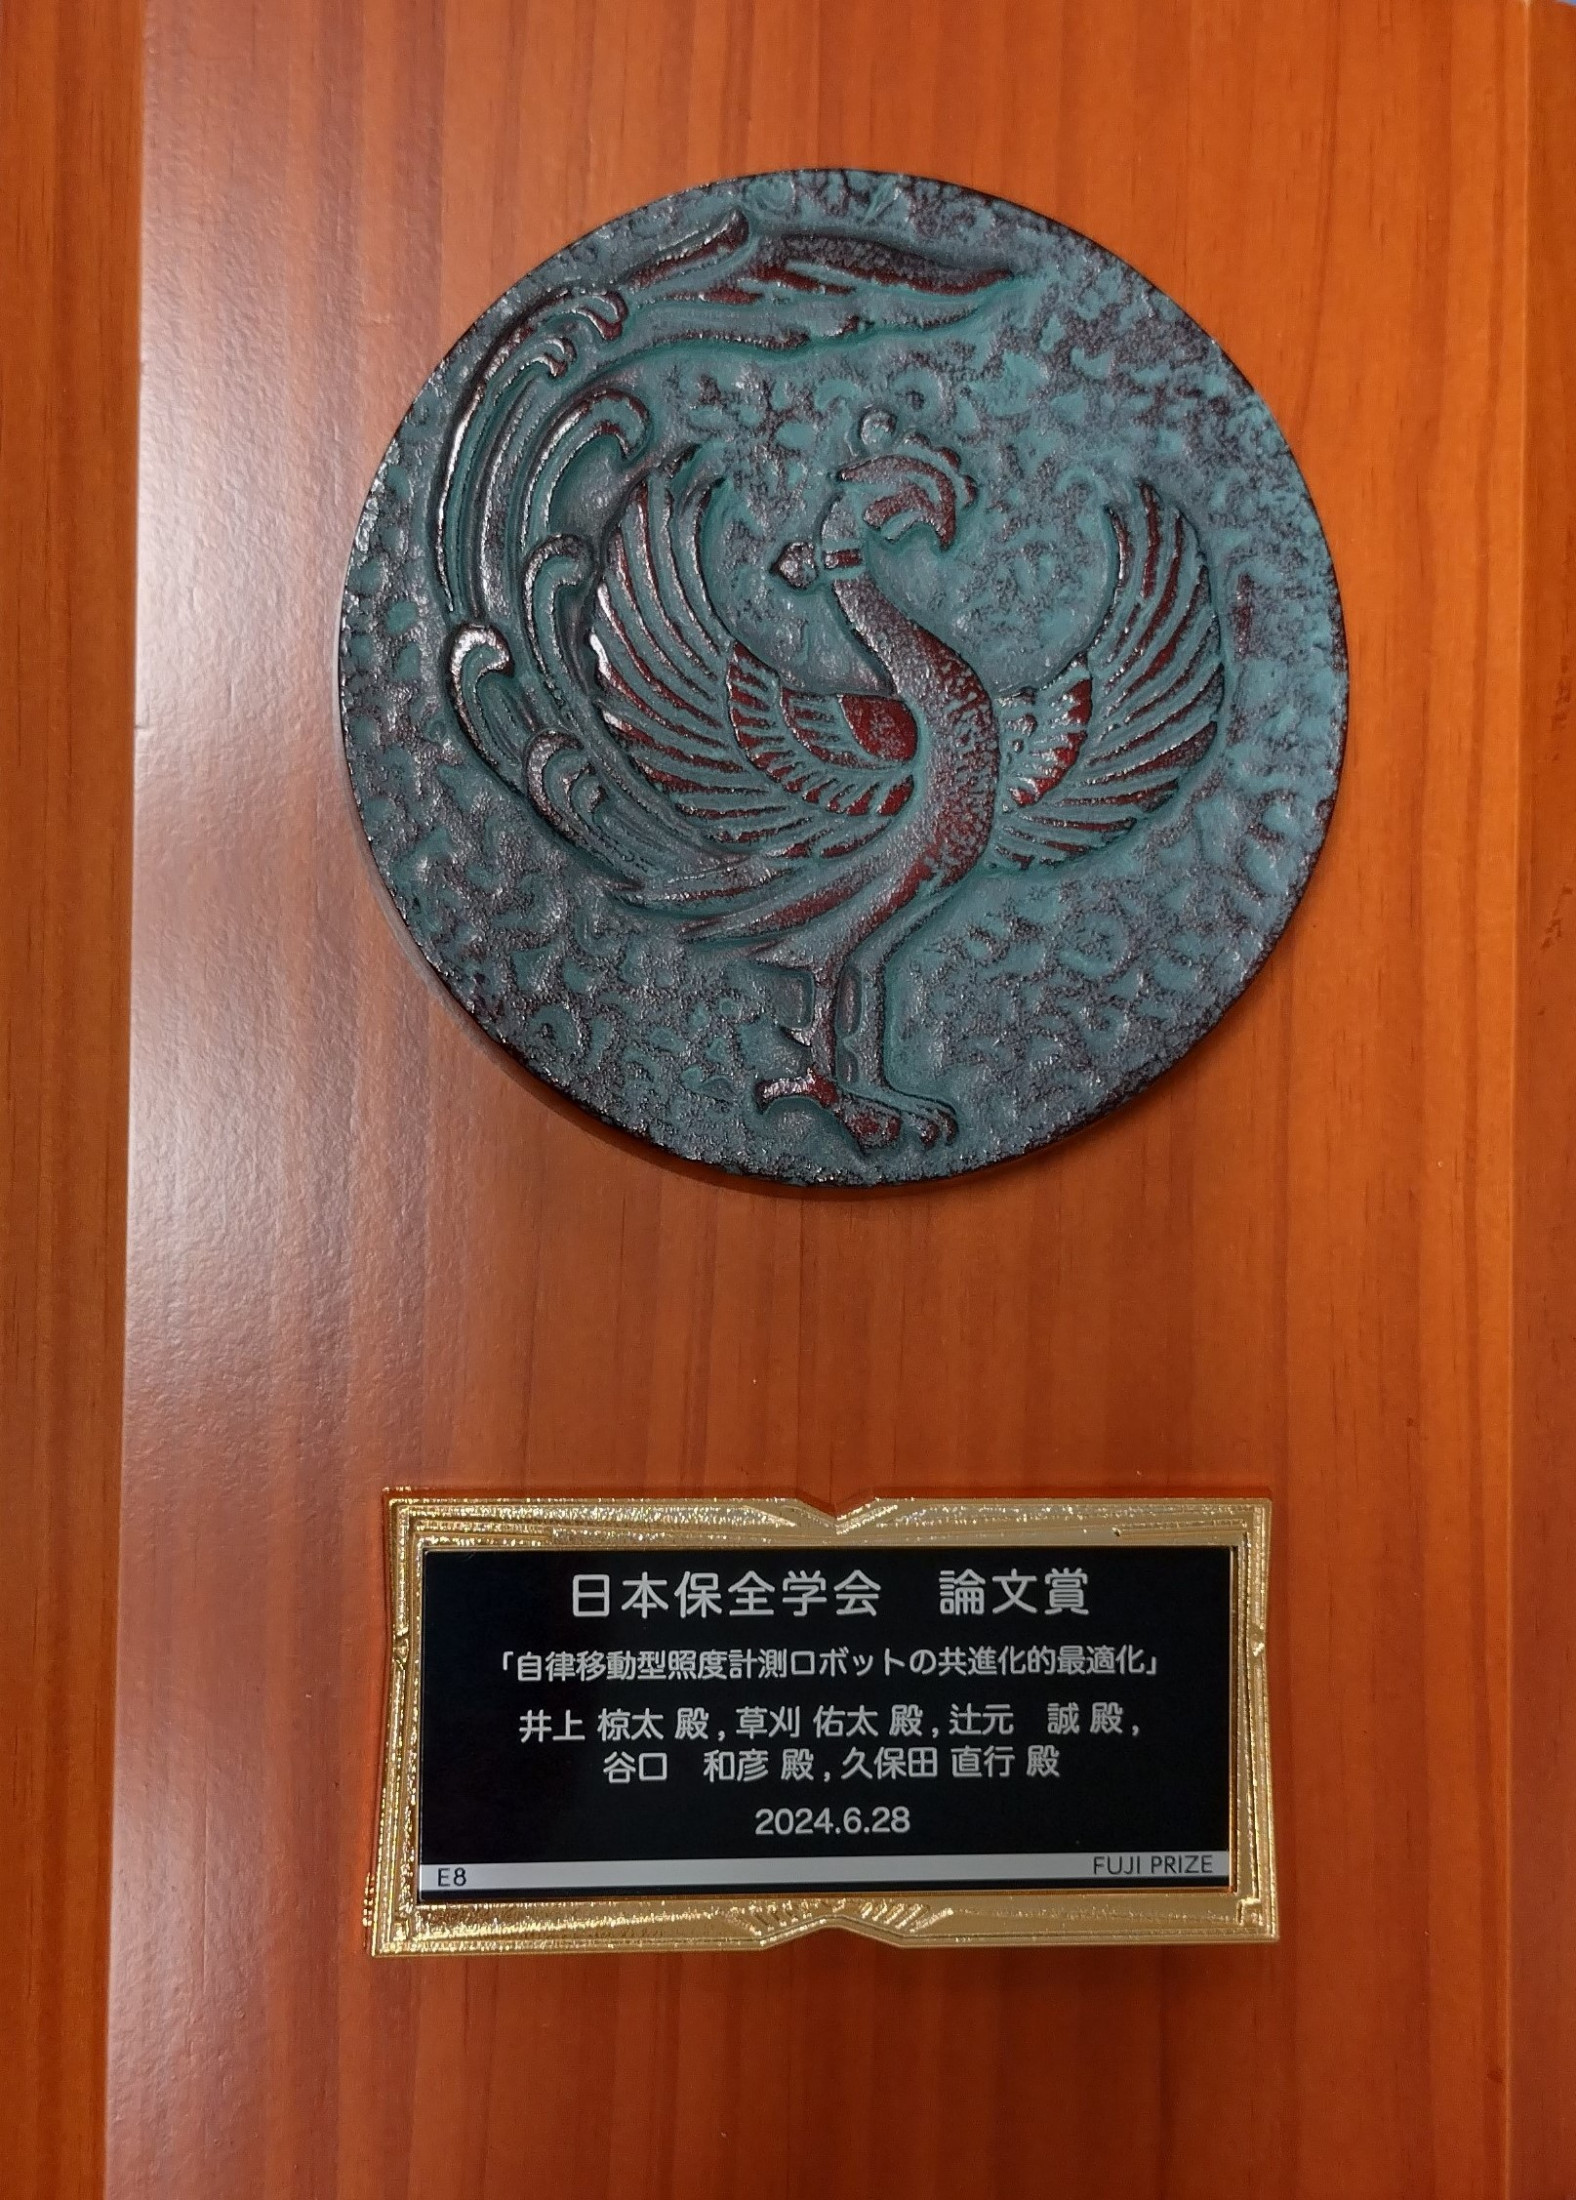 日本保全学会　論文賞
「自律移動型照度計測ロボットの共進化的最適化」
井上 椋太 殿 , 草刈 佑太 殿 , 辻元　誠 殿 ,
谷口　和彦 殿 , 久保田 直行 殿
2024.6.28
E8 FUJI PRIZE